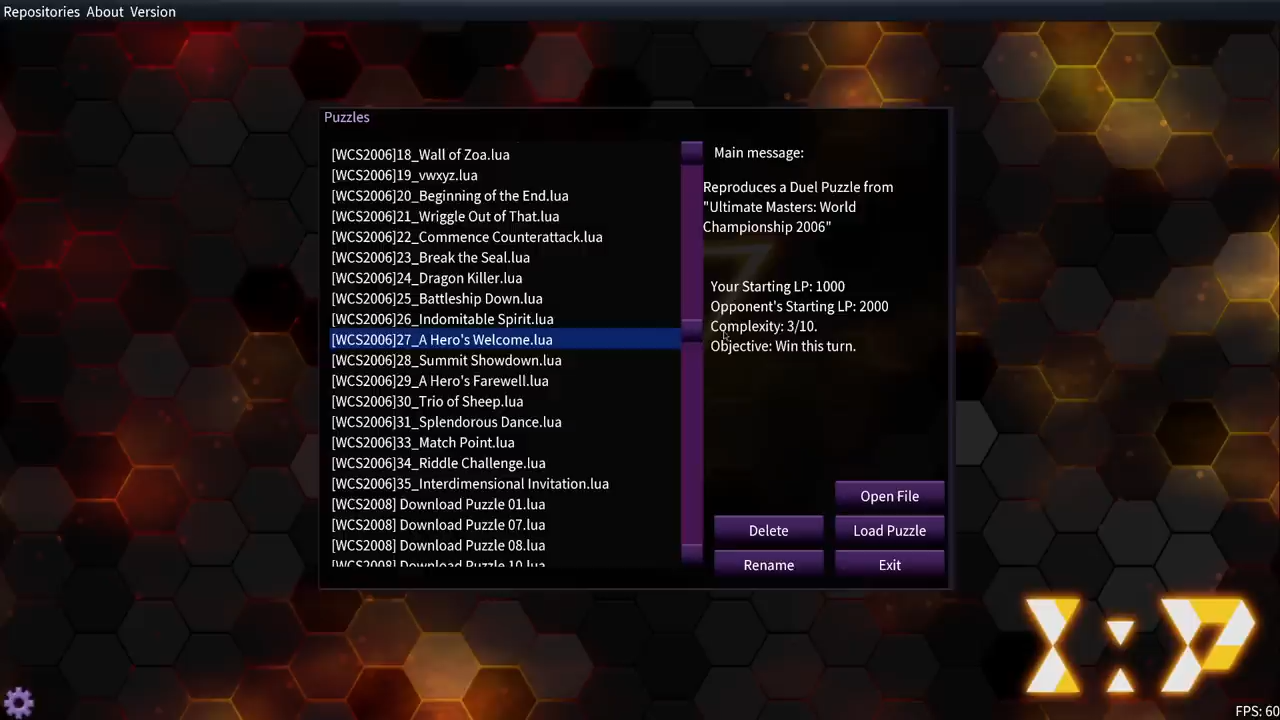 Repositories About Version
Puzzles
[WCS2006]18_Wall of Zoa.lua
[WCS2006]19_vwxyz.lua
[WCS2006]20_Beginning of the End.lua
[WCS2006]21_Wriggle Out of That.lua
[WCS2006]22_Commence Counterattack.lua
[WCS2006]23_Break the Seal.lua
[WCS2006]24_Dragon Killer.lua
[WCS2006]25_Battleship Down.lua
[WCS2006]26_Indomitable Spirit.lua
[WCS2006]27_A Hero's Welcome.lua
[WCS2006]28_Summit Showdown.lua
[WCS2006]29_A Hero's Farewell.lua
[WCS2006]30_Trio of Sheep.lua
[WCS2006]31_Splendorous Dance.lua
[WCS2006]33_Match Point.lua
[WCS2006]34_Riddle Challenge.lua
[WCS2006]35_Interdimensional Invitation.lua
[WCS2008] Download Puzzle 01.lua
[WCS2008] Download Puzzle 07.lua
[WCS2008] Download Puzzle 08.lua
[WCS2008] Download Puzzle 10.lua
Main message:
Reproduces a Duel Puzzle from
"Ultimate Masters: World
Championship 2006"
Your Starting LP: 1000
Opponent's Starting LP: 2000
Complexity: 3/10.
Objective: Win this turn.
Open File
Delete
Load Puzzle
Rename
Exit
X:P
FPS: 60